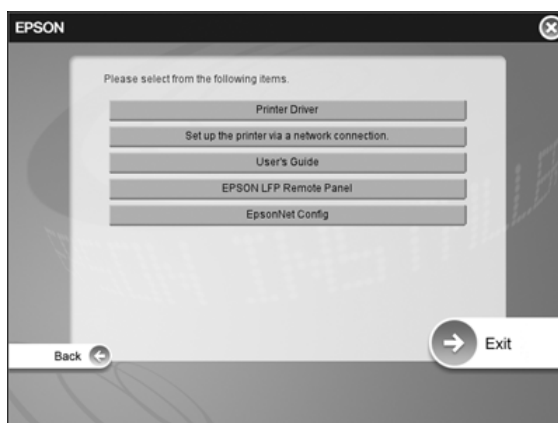 EPSON
Please select from the following items.
Printer Driver
Set up the printer via a network connection.
User's Guide
EPSON LFP Remote Panel
EpsonNet Config
Exit
Back